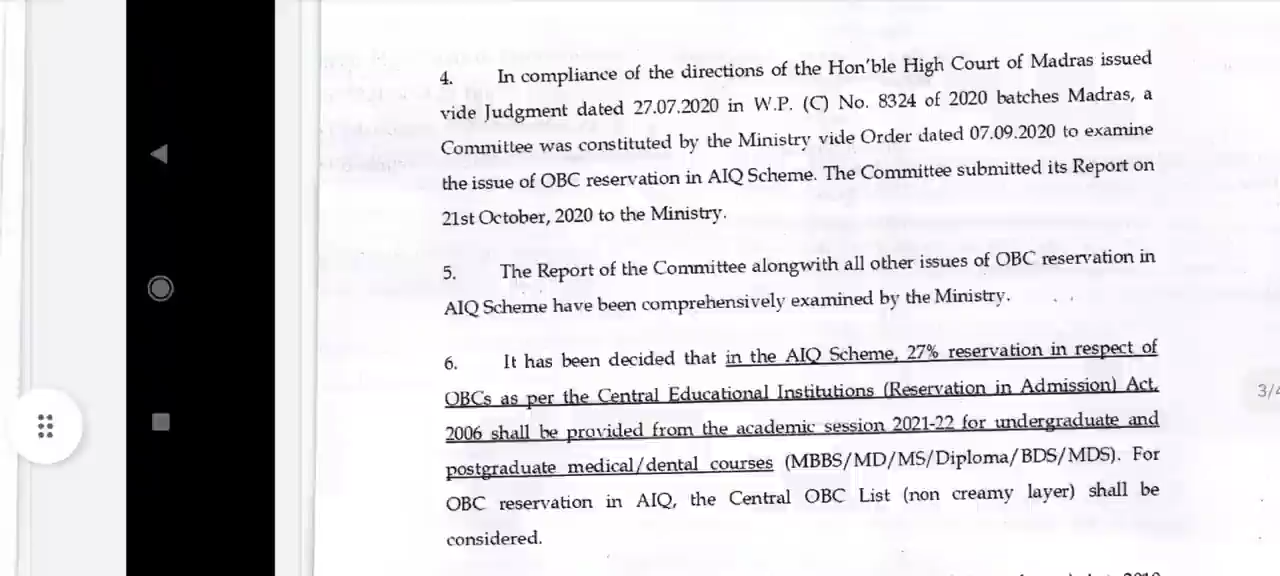 4. In compliance of the directions of the Hon'ble High Court of Madras issued
vide Judgment dated 27.07.2020 in W.P. (C) No. 8324 of 2020 batches Madras, a
Committee was constituted by the Ministry vide Order dated 07.09.2020 to examine
the issue of OBC reservation in AIQ Scheme. The Committee submitted its Report on
21st October, 2020 to the Ministry.
5. The Report of the Committee alongwith all other issues of OBC reservation in
AIQ Scheme have been comprehensively examined by the Ministry.
6. It has been decided that in the AIQ Scheme, 27% reservation in respect of
OBCs as per the Central Educational Institutions (Reservation in Admission) Act,
2006 shall be provided from the academic session 2021-22 for undergraduate and
postgraduate medical/dental courses (MBBS/MD/MS/Diploma/BDS/MDS). For
OBC reservation in AIQ, the Central OBC List (non creamy layer) shall be
considered.
3/4